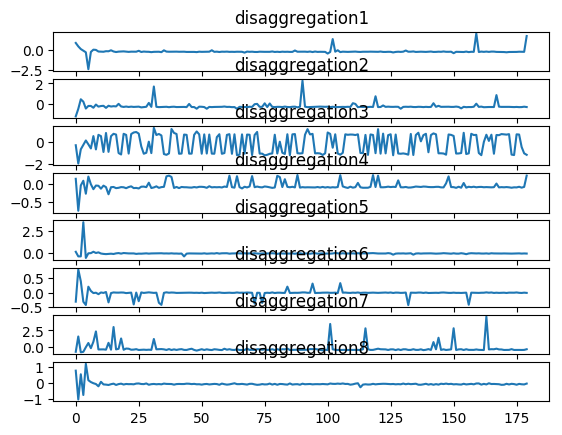 disaggregation1
0.0
−2.5
disaggregation2
2
0
disaggregation3
0
−2
disaggregation4
0.0
−0.5
disaggregation5
2.5
0.0
disaggregation6
0.5
0.0
−0.5
disaggregation7
2.5
0.0
disaggregation8
1
0
−1
0 25 50 75 100 125 150 175